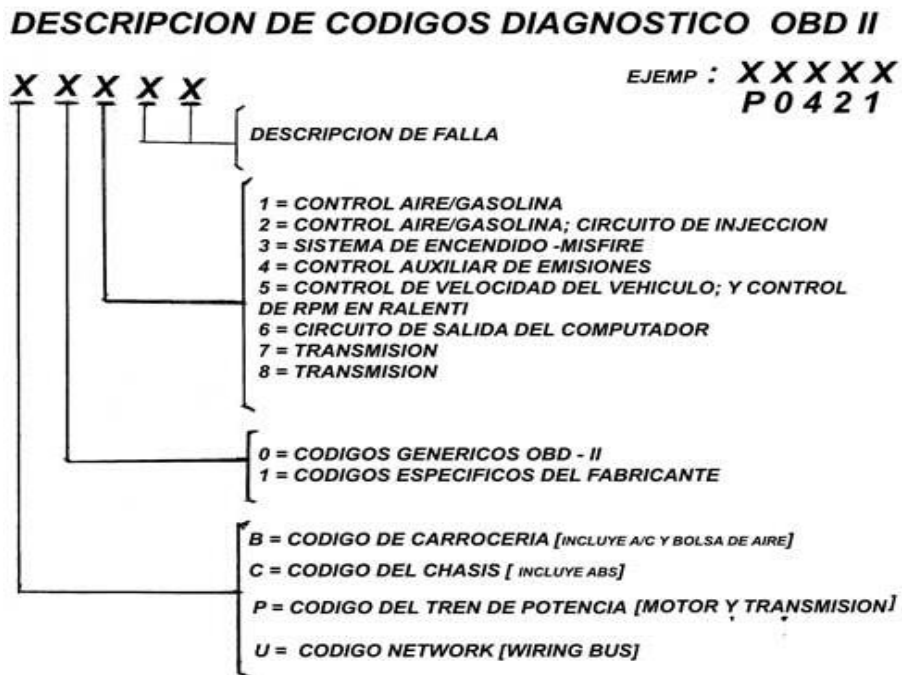 DESCRIPCION DE CODIGOS DIAGNOSTICO OBD II
EJEMP : X X X X X
P 0 4 2 1
X X X X X
DESCRIPCION DE FALLA
1 = CONTROL AIRE/GASOLINA
2 = CONTROL AIRE/GASOLINA; CIRCUITO DE INJECCION
3 = SISTEMA DE ENCENDIDO -MISFIRE
4 = CONTROL AUXILIAR DE EMISIONES
5 = CONTROL DE VELOCIDAD DEL VEHICULO; Y CONTROL
DE RPM EN RALENTI
6 = CIRCUITO DE SALIDA DEL COMPUTADOR
7 = TRANSMISION
8 = TRANSMISION
0 = CODIGOS GENERICOS OBD - II
1 = CODIGOS ESPECIFICOS DEL FABRICANTE
B = CODIGO DE CARROCERIA [INCLUYE A/C Y BOLSA DE AIRE]
C = CODIGO DEL CHASIS [ INCLUYE ABS]
P = CODIGO DEL TREN DE POTENCIA [MOTOR Y TRANSMISION]
U = CODIGO NETWORK [WIRING BUS]